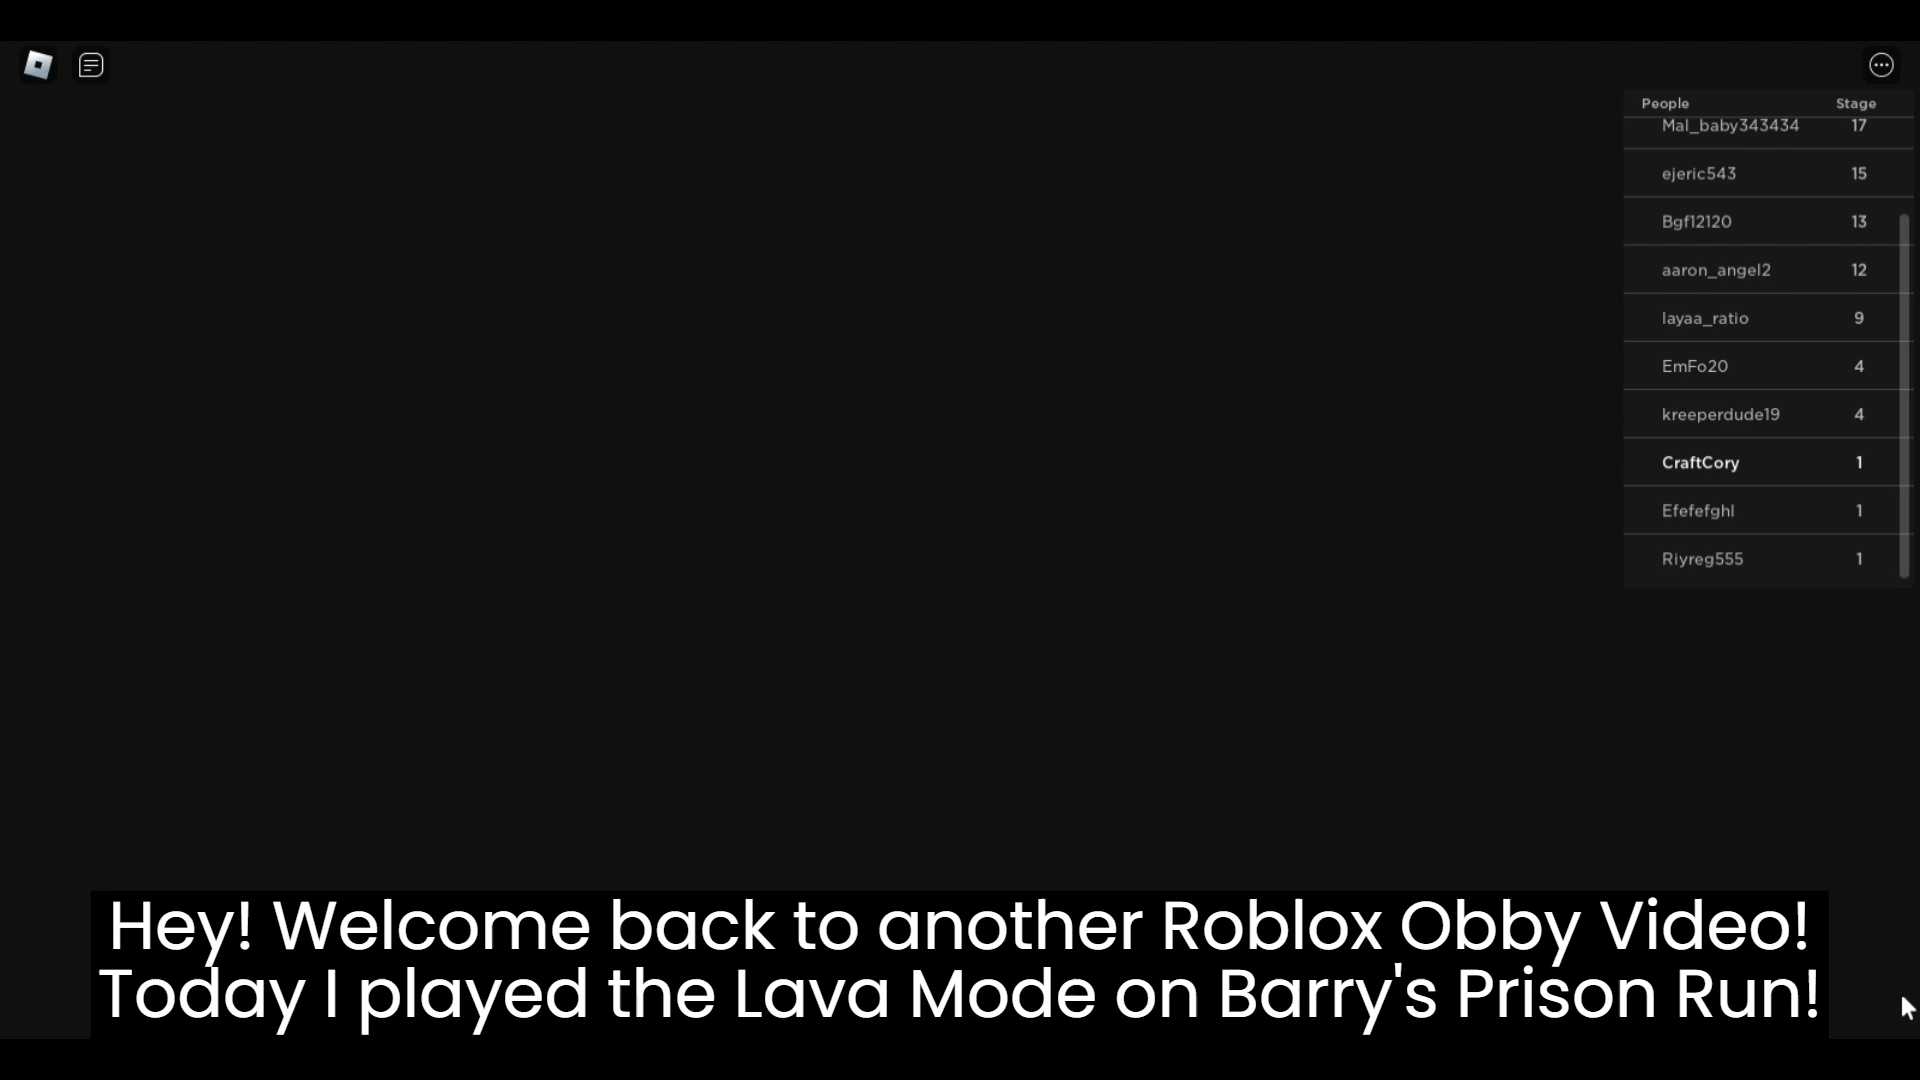 People Stage
Mal_baby343434 17
ejeric543 15
Bgf12120 13
aaron_angel2 12
layaa_ratio 9
EmFo20 4
kreeperdude19 4
CraftCory 1
Efefefghl 1
Riyreg555 1
Hey! Welcome back to another Roblox Obby Video!
Today I played the Lava Mode on Barry's Prison Run!